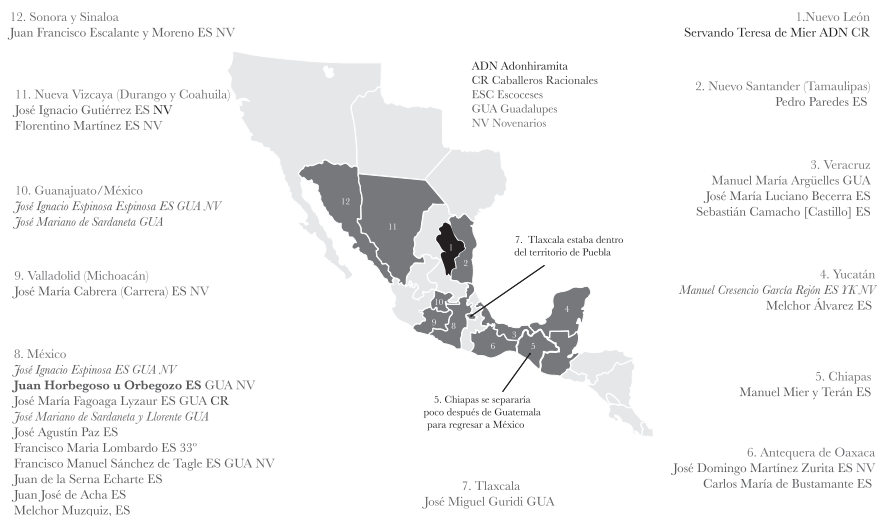 12. Sonora y Sinaloa
Juan Francisco Escalante y Moreno ES NV
11. Nueva Vizcaya (Durango y Coahuila)
José Ignacio Gutiérrez ES NV
Florentino Martínez ES NV
10. Guanajuato/México
José Ignacio Espinosa Espinosa ES GUA NV
José Mariano de Sardaneta GUA
9. Valladolid (Michoacán)
José María Cabrera (Carrera) ES NV
8. México
José Ignacio Espinosa ES GUA NV
Juan Horbegoso u Orbegozo ES GUA NV
José María Fagoaga Lyzaur ES GUA CR
José Mariano de Sardaneta y Llorente GUA
José Agustín Paz ES
Francisco Maria Lombardo ES 33º
Francisco Manuel Sánchez de Tagle ES GUA NV
Juan de la Serna Echarte ES
Juan José de Acha ES
Melchor Muzquiz, ES
ADN Adonhiramita
CR Caballeros Racionales
ESC Escoceses
GUA Guadalupes
NV Novenarios
12
11
1
2
10
9
8
3
4
5
6
7. Tlaxcala estaba dentro
del territorio de Puebla
5. Chiapas se separaría
poco después de Guatemala
para regresar a México
7. Tlaxcala
José Miguel Guridi GUA
1.Nuevo León
Servando Teresa de Mier ADN CR
2. Nuevo Santander (Tamaulipas)
Pedro Paredes ES
3. Veracruz
Manuel María Argüelles GUA
José María Luciano Becerra ES
Sebastián Camacho [Castillo] ES
4. Yucatán
Manuel Cresencio García Rejón ES YK NV
Melchor Álvarez ES
5. Chiapas
Manuel Mier y Terán ES
6. Antequera de Oaxaca
José Domingo Martínez Zurita ES NV
Carlos María de Bustamante ES